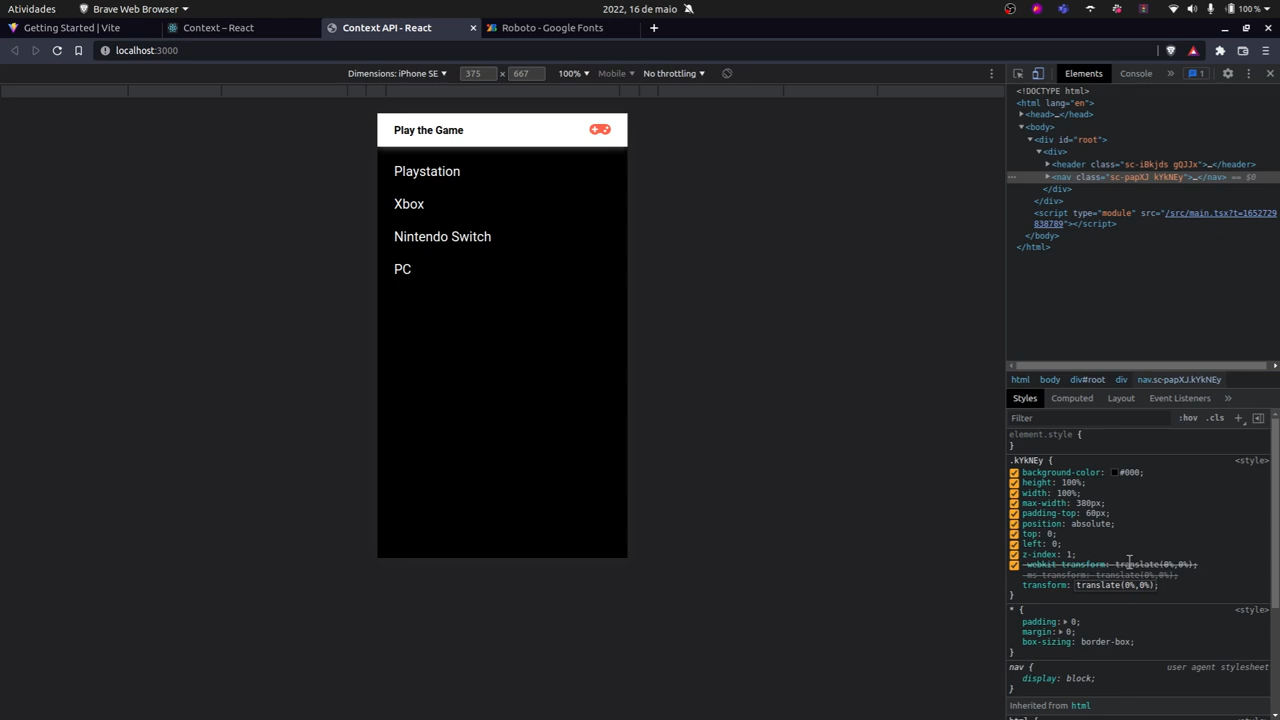 Atividades
Brave Web Browser
2022, 16 de maio
100 %
Getting Started | Vite
Context – React
Context API - React
Roboto - Google Fonts
localhost:3000
Dimensions: iPhone SE
375
x
667
100%
Mobile
No throttling
Elements
Console
»
1
Play the Game
Playstation
Xbox
Nintendo Switch
PC
<!DOCTYPE html>
<html lang="en">
<head>…</head>
<body>
<div id="root">
<div>
<header class="sc-iBkjds gQJJx">…</header>
<nav class="sc-papXJ kYkNEy">…</nav> == $0
</div>
</div>
<script type="module" src="/src/main.tsx?t=1652729
838789"></script>
</body>
</html>
html body div#root div nav.sc-papXJ.kYkNEy
Styles Computed Layout Event Listeners »
Filter :hov .cls +
element.style {
}
.kYkNEy { <style>
background-color: #000;
height: 100%;
width: 100%;
max-width: 380px;
padding-top: 60px;
position: absolute;
top: 0;
left: 0;
z-index: 1;
-webkit-transform: translate(0%,0%);
-ms-transform: translate(0%,0%);
transform: translate(0%,0%);
}
* { <style>
padding: 0;
margin: 0;
box-sizing: border-box;
}
nav { user agent stylesheet
display: block;
}
Inherited from html